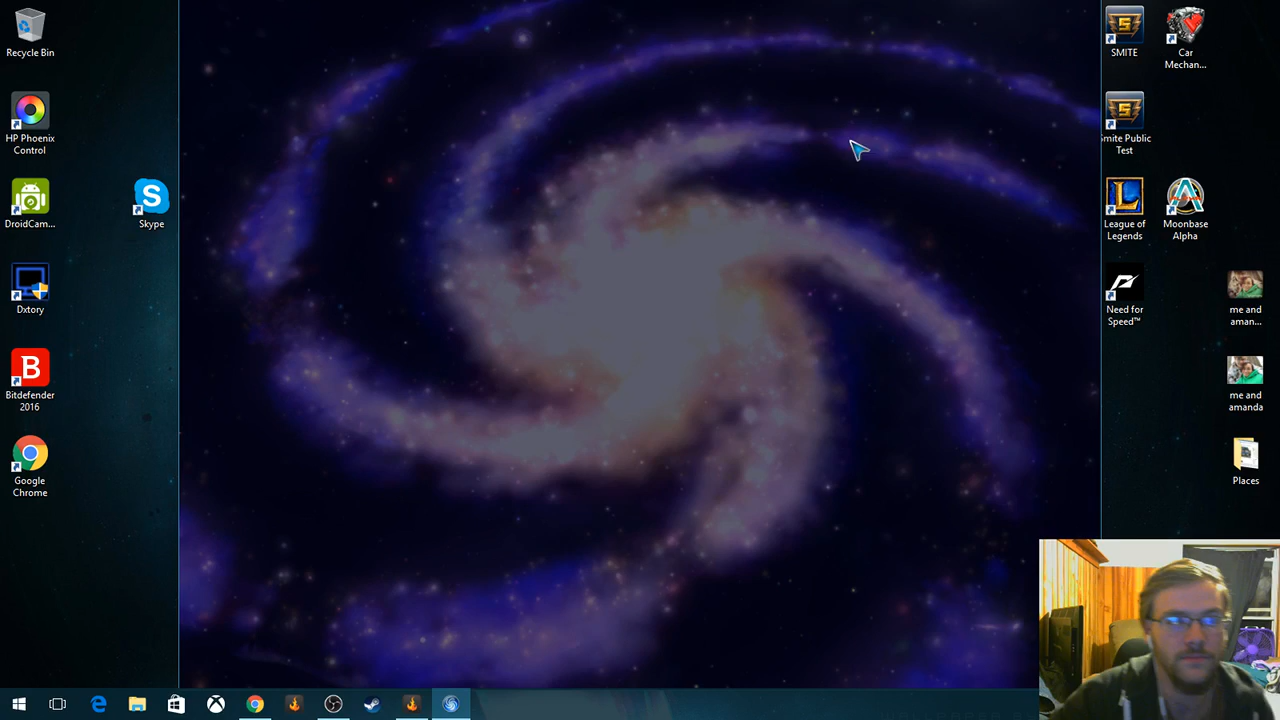 Recycle Bin
HP Phoenix
Control
DroidCam...
Skype
Dxtory
B
Bitdefender
2016
Google
Chrome
SMITE
Car
Mechan...
Smite Public
Test
League of
Legends
Moonbase
Alpha
Need for
Speed™
me and
aman...
me and
amanda
Places